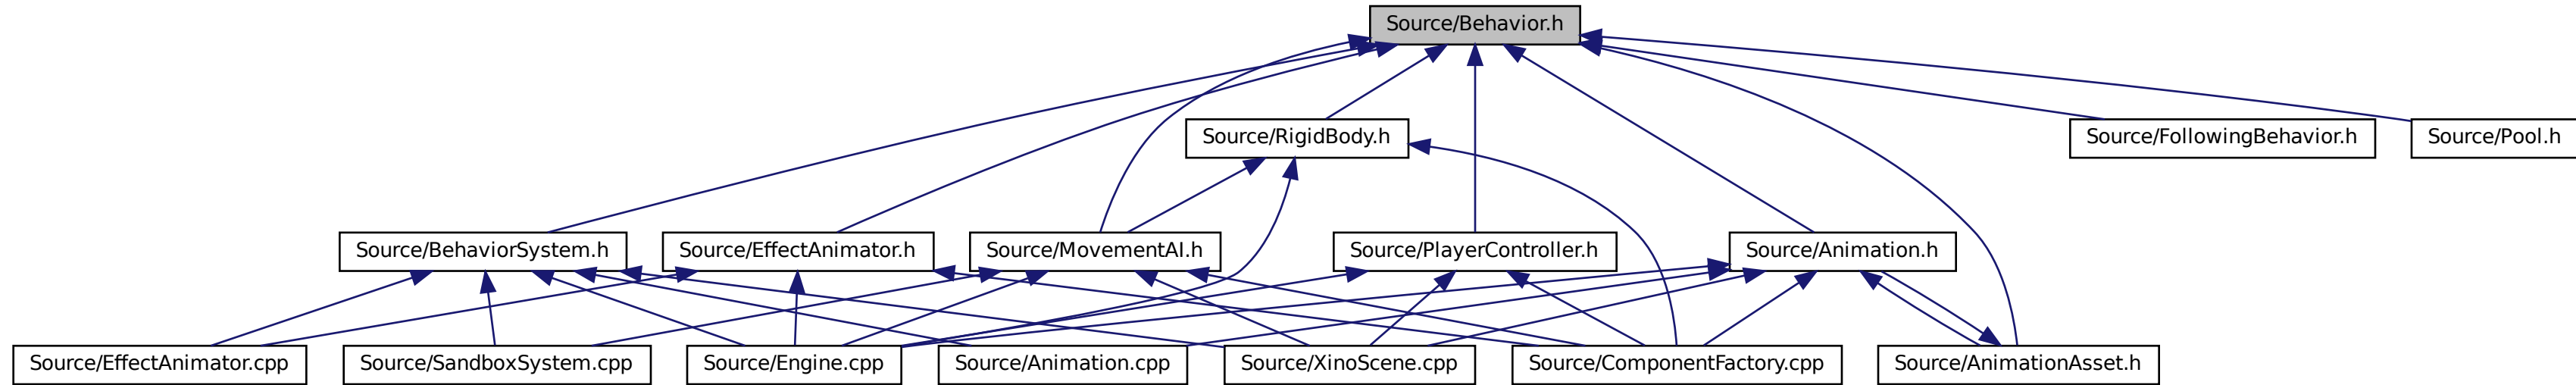 Source/Behavior.h
Source/RigidBody.h
Source/FollowingBehavior.h
Source/Pool.h
Source/BehaviorSystem.h
Source/EffectAnimator.h
Source/MovementAI.h
Source/PlayerController.h
Source/Animation.h
Source/EffectAnimator.cpp
Source/SandboxSystem.cpp
Source/Engine.cpp
Source/Animation.cpp
Source/XinoScene.cpp
Source/ComponentFactory.cpp
Source/AnimationAsset.h